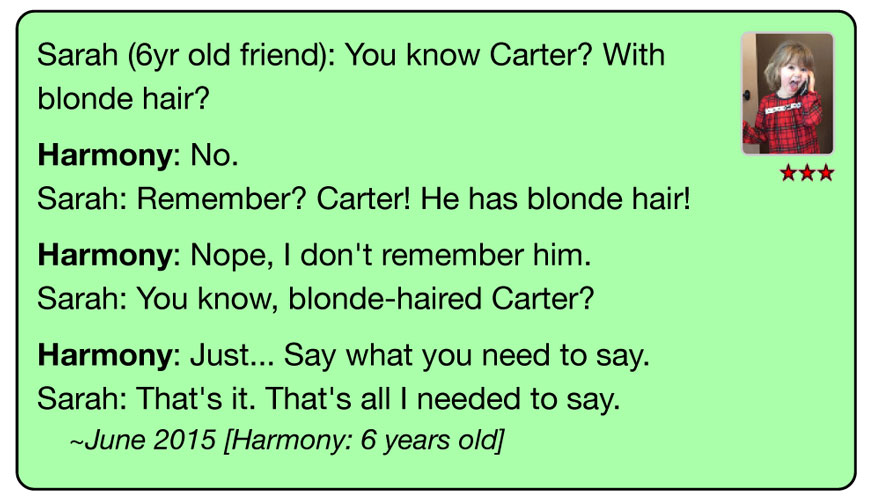 Sarah (6yr old friend): You know Carter? With
blonde hair?
Harmony: No.
Sarah: Remember? Carter! He has blonde hair!
Harmony: Nope, I don't remember him.
Sarah: You know, blonde-haired Carter?
Harmony: Just... Say what you need to say.
Sarah: That's it. That's all I needed to say.
~June 2015 [Harmony: 6 years old]